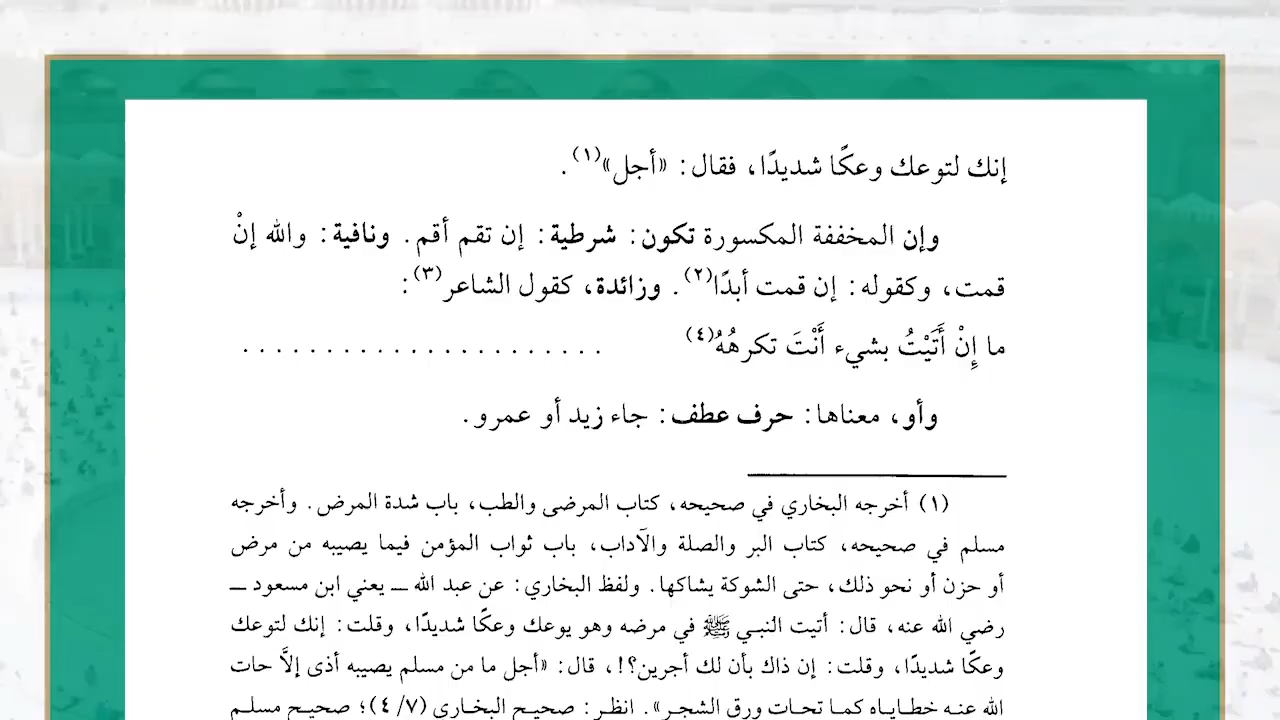 إنك لتوعك وعكًا شديدًا، فقال: «أجل»(١).
وإن المخففة المكسورة تكون: شرطية: إن تقم أقم. ونافية: والله إنْ
قمت، وكقوله: إن قمت أبدًا(٢). وزائدة، كقول الشاعر(٣):
ما إِنْ أَتَيْتُ بشيء أَنْتَ تكرهُهُ(٤) . . . . . . . . . . . . . . . . . . . . . .
وأو، معناها: حرف عطف: جاء زيد أو عمرو.
(١) أخرجه البخاري في صحيحه، كتاب المرضى والطب، باب شدة المرض. وأخرجه
مسلم في صحيحه، كتاب البر والصلة والآداب، باب ثواب المؤمن فيما يصيبه من مرض
أو حزن أو نحو ذلك، حتى الشوكة يشاكها. ولفظ البخاري: عن عبد الله ــ يعني ابن مسعود ــ
رضي الله عنه، قال: أتيت النبي ﷺ في مرضه وهو يوعك وعكًا شديدًا، وقلت: إنك لتوعك
وعكًا شديدًا، وقلت: إن ذاك بأن لك أجرين؟!، قال: «أجل ما من مسلم يصيبه أذى إلَّا حات
الله عنه خطاياه كما تحات ورق الشجر». انظر: صحيح البخاري (٧/ ٤)؛ صحيح مسلم